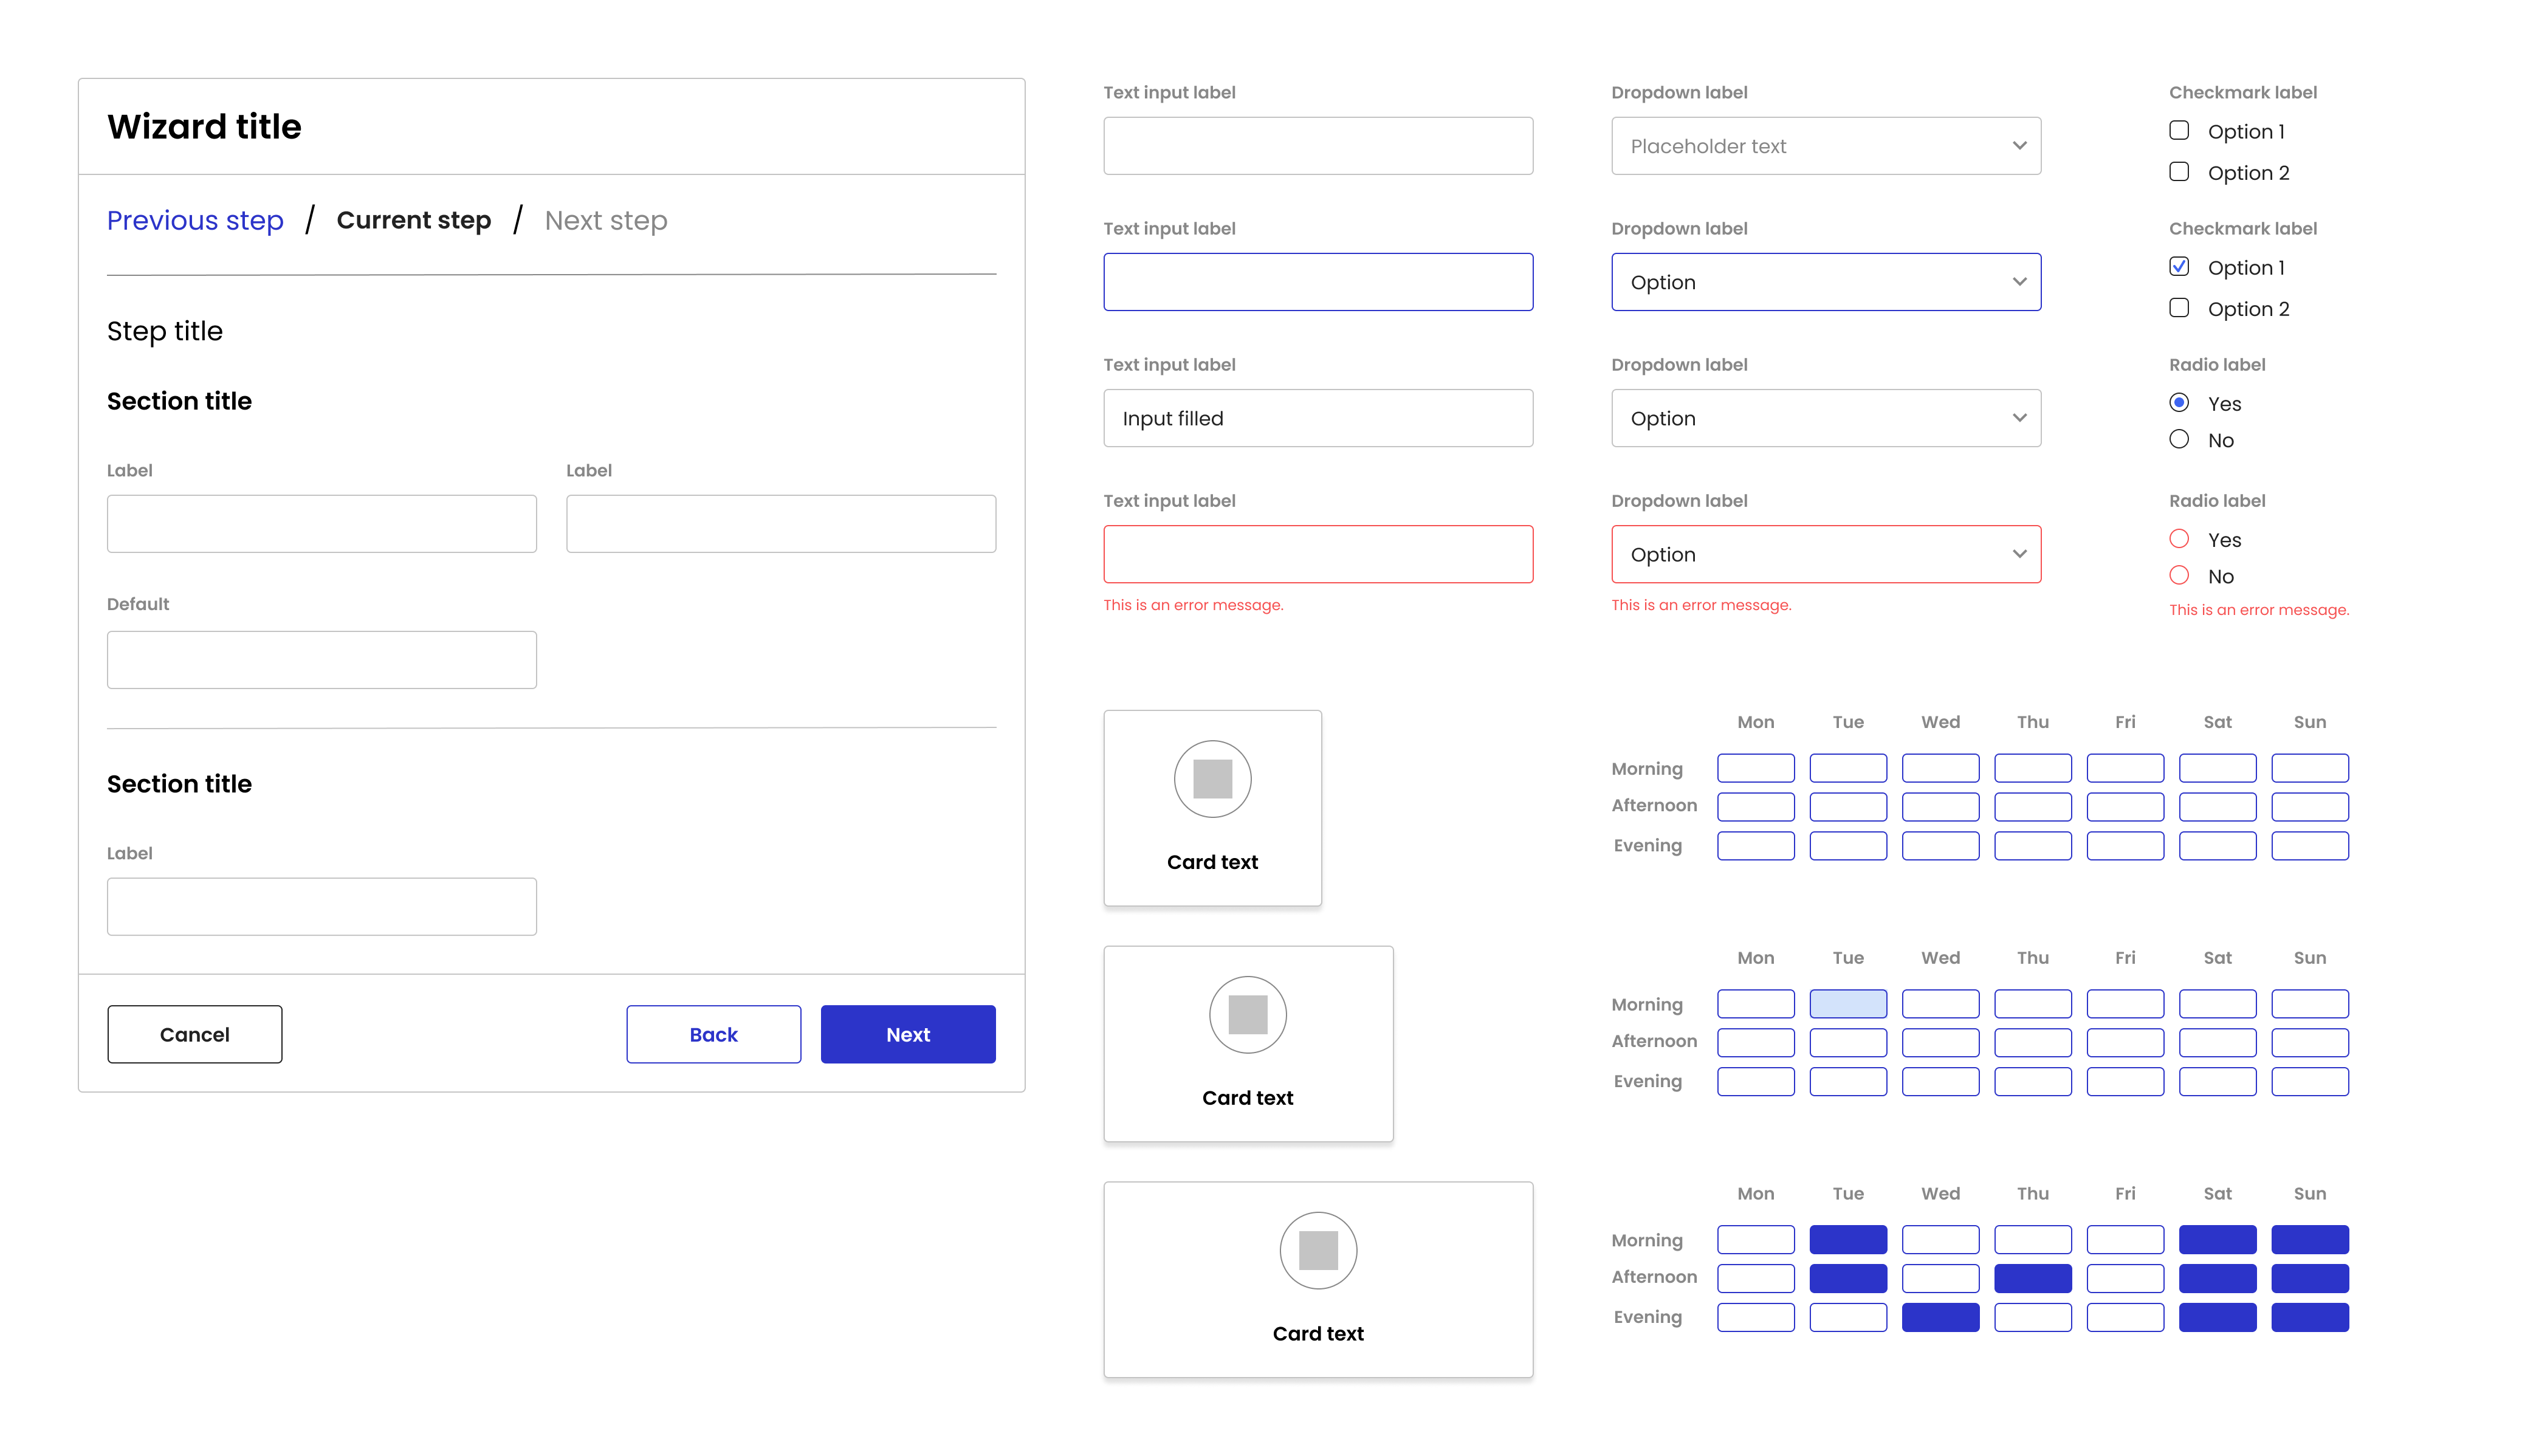 Wizard title
Previous step / Current step / Next step
Step title
Section title
Label Label
Default
Section title
Label
Cancel Back Next
Text input label
Text input label
Text input label
Input filled
Text input label
This is an error message.
Dropdown label
Placeholder text
Dropdown label
Option
Dropdown label
Option
Dropdown label
Option
This is an error message.
Checkmark label
Option 1
Option 2
Checkmark label
Option 1
Option 2
Radio label
Yes
No
Radio label
Yes
No
This is an error message.
Card text
Card text
Card text
Mon Tue Wed Thu Fri Sat Sun
Morning
Afternoon
Evening
Mon Tue Wed Thu Fri Sat Sun
Morning
Afternoon
Evening
Mon Tue Wed Thu Fri Sat Sun
Morning
Afternoon
Evening